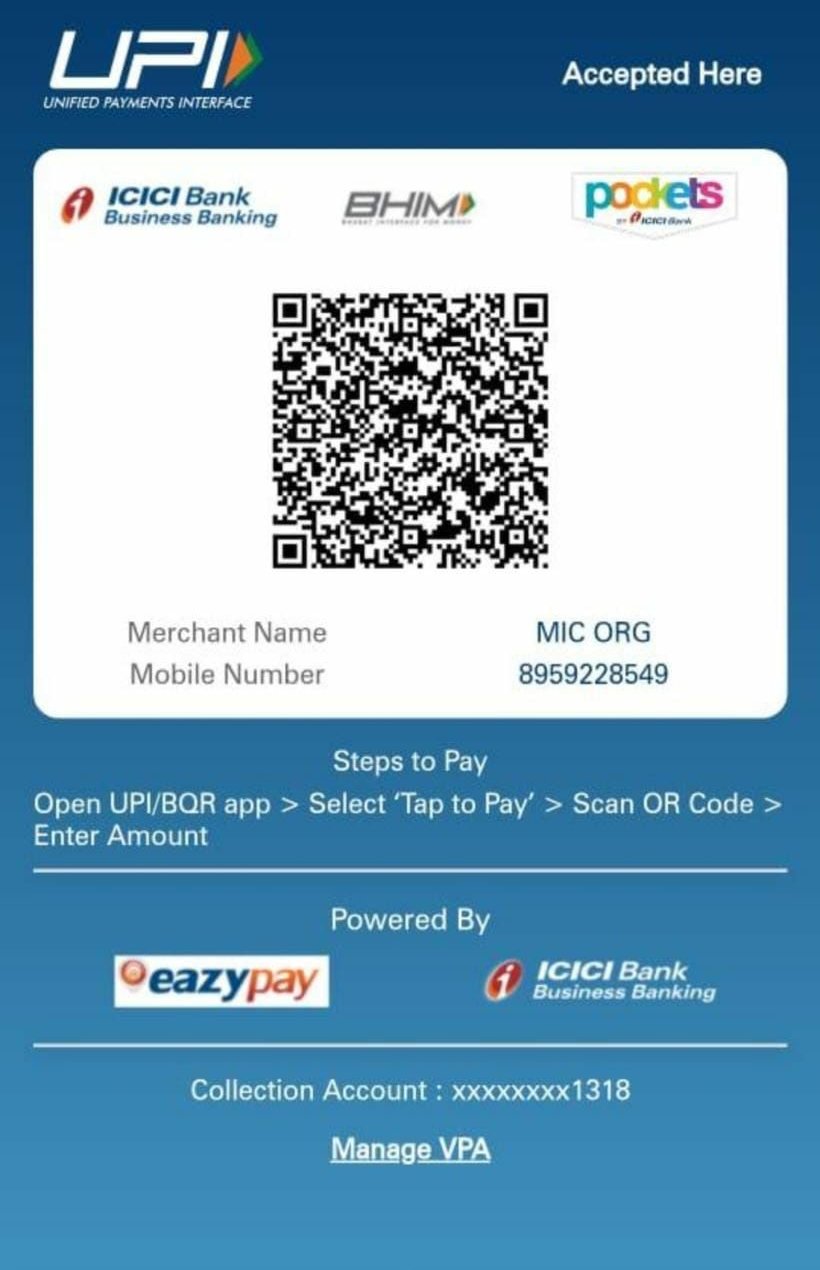 UPI
UNIFIED PAYMENTS INTERFACE
Accepted Here
ICICI Bank
Business Banking
BHIM
BHARAT INTERFACE FOR MONEY
pockets
BY ICICI Bank
Merchant Name MIC ORG
Mobile Number 8959228549
Steps to Pay
Open UPI/BQR app > Select ‘Tap to Pay’ > Scan OR Code >
Enter Amount
Powered By
eazypay
ICICI Bank
Business Banking
Collection Account : xxxxxxxx1318
Manage VPA